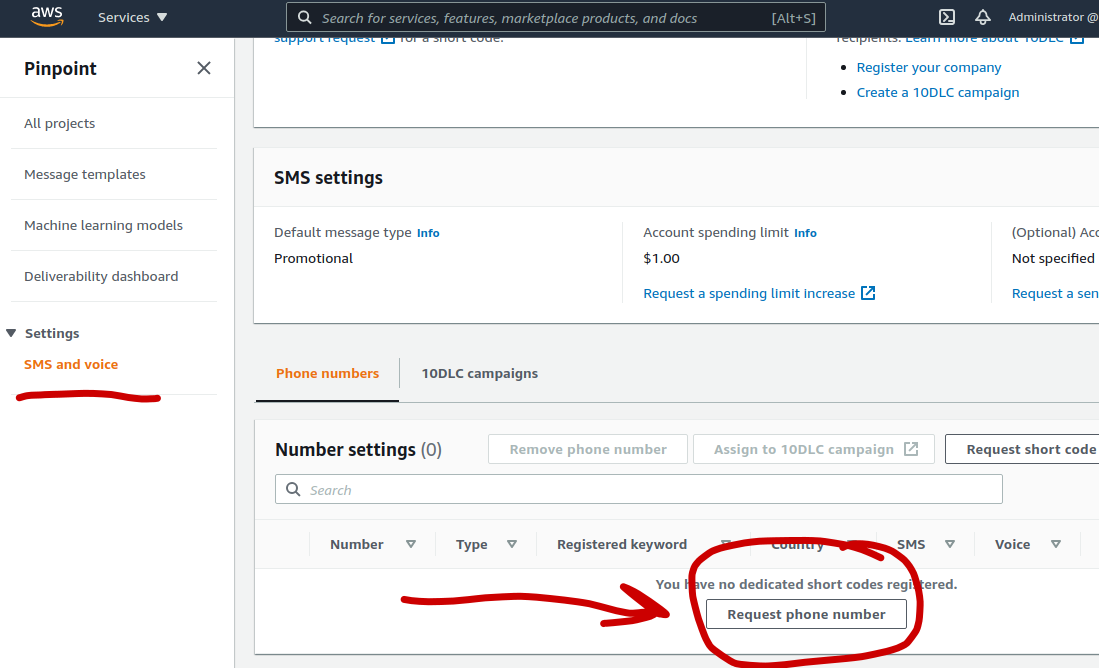 aws
Services
Search for services, features, marketplace products, and docs [Alt+S]
Administrator @
Pinpoint
All projects
Message templates
Machine learning models
Deliverability dashboard
Settings
SMS and voice
support request for a short code.
recipients. Learn more about 10DLC
Register your company
Create a 10DLC campaign
SMS settings
Default message type Info
Promotional
Account spending limit Info
$1.00
Request a spending limit increase
(Optional) Acc
Not specified
Request a sen
Phone numbers
10DLC campaigns
Number settings (0)
Remove phone number
Assign to 10DLC campaign
Request short code
Search
Number Type Registered keyword Country SMS Voice
You have no dedicated short codes registered.
Request phone number